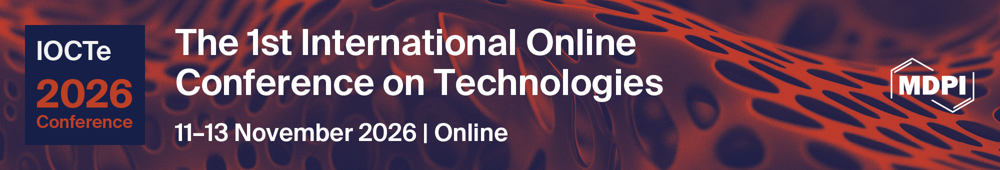 IOCTe
2026
Conference
The 1st International Online
Conference on Technologies
11–13 November 2026 | Online
MDPI